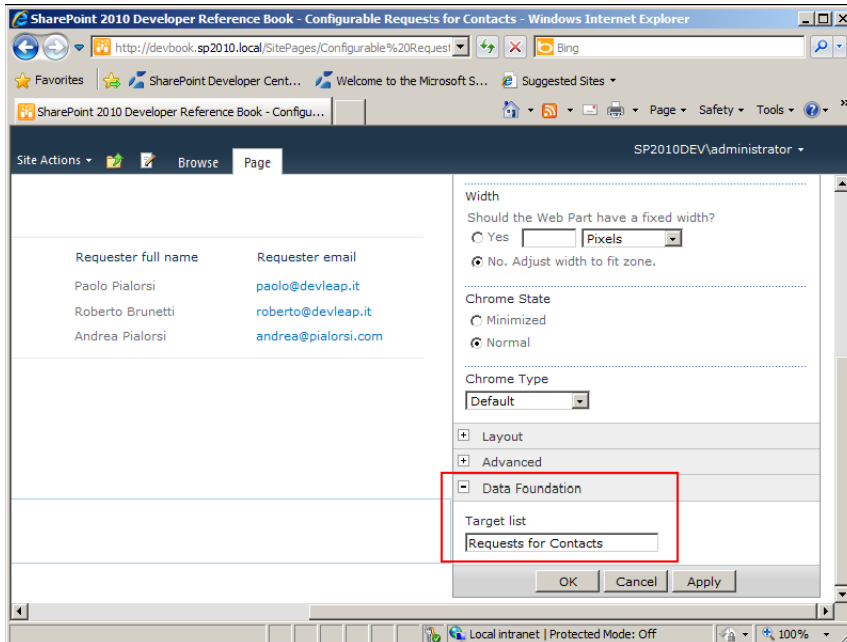 SharePoint 2010 Developer Reference Book - Configurable Requests for Contacts - Windows Internet Explorer
http://devbook.sp2010.local/SitePages/Configurable%20Request
Bing
Favorites
SharePoint Developer Cent...
Welcome to the Microsoft S...
Suggested Sites
SharePoint 2010 Developer Reference Book - Configu...
Page
Safety
Tools
Site Actions
Browse
Page
SP2010DEV\administrator
Requester full name
Requester email
Paolo Pialorsi
paolo@devleap.it
Roberto Brunetti
roberto@devleap.it
Andrea Pialorsi
andrea@pialorsi.com
Width
Should the Web Part have a fixed width?
Yes
Pixels
No. Adjust width to fit zone.
Chrome State
Minimized
Normal
Chrome Type
Default
Layout
Advanced
Data Foundation
Target list
Requests for Contacts
OK
Cancel
Apply
Local intranet | Protected Mode: Off
100%